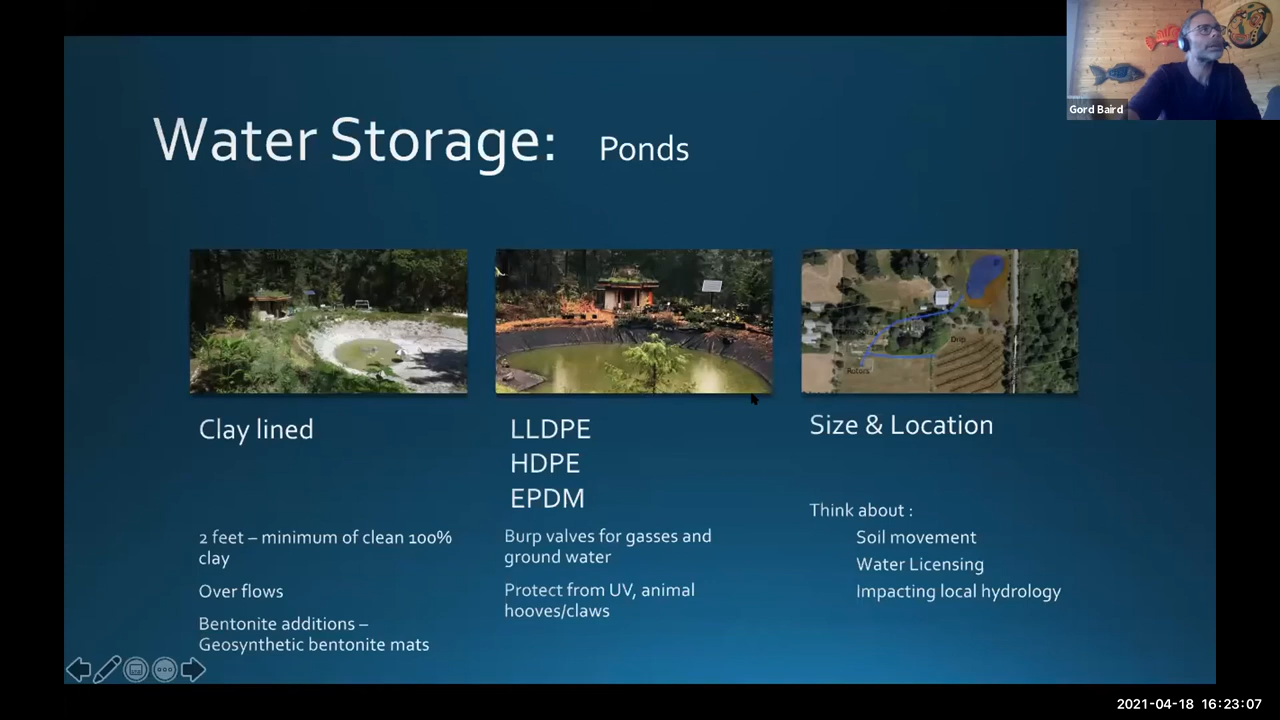 Gord Baird
Water Storage: Ponds
Drip
Rotors
Clay lined
2 feet – minimum of clean 100%
clay
Over flows
Bentonite additions –
Geosynthetic bentonite mats
LLDPE
HDPE
EPDM
Burp valves for gasses and
ground water
Protect from UV, animal
hooves/claws
Size & Location
Think about :
Soil movement
Water Licensing
Impacting local hydrology
2021-04-18 16:23:07